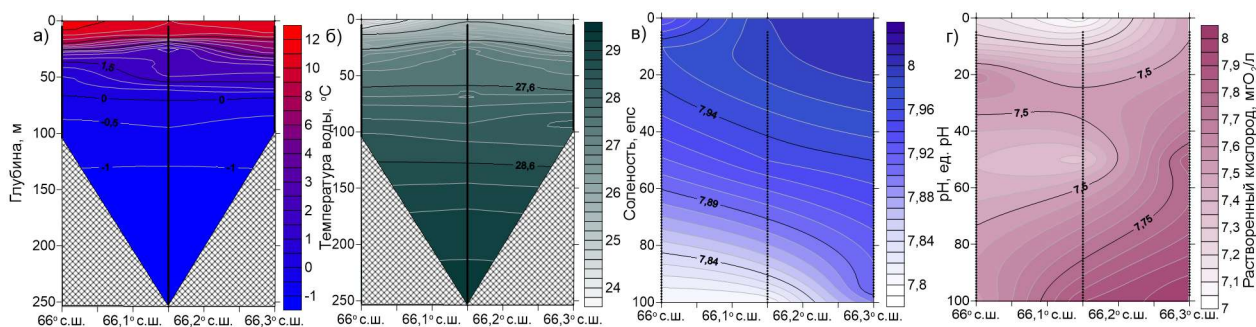 а)
0
50
100
150
200
250
Глубина, м
1,5
0
0
-0,5
-1
-1
66° с.ш.
66,1° с.ш.
66,2° с.ш.
66,3° с.ш.
12
10
8
6
4
3
2
1
0
-1
Температура воды, °С
б)
0
50
100
150
200
250
27,6
28,6
66° с.ш.
66,1° с.ш.
66,2° с.ш.
66,3° с.ш.
29
28
27
26
25
24
Соленость, епс
в)
0
20
40
60
80
100
7,94
7,89
7,84
66° с.ш.
66,1° с.ш.
66,2° с.ш.
66,3° с.ш.
8
7,96
7,92
7,88
7,84
7,8
pH, ед. pH
г)
0
20
40
60
80
100
7,5
7,5
7,5
7,75
66° с.ш.
66,1° с.ш.
66,2° с.ш.
66,3° с.ш.
8
7,9
7,8
7,7
7,6
7,5
7,4
7,3
7,2
7,1
7
Растворенный кислород, мгО₂/Л